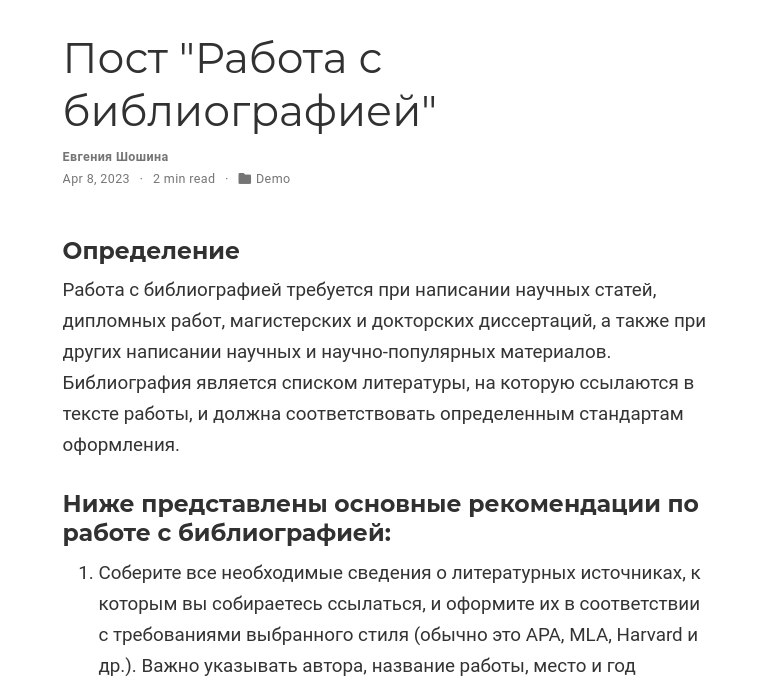 Пост "Работа с
библиографией"
Евгения Шошина
Apr 8, 2023 · 2 min read · Demo
Определение
Работа с библиографией требуется при написании научных статей,
дипломных работ, магистерских и докторских диссертаций, а также при
других написании научных и научно-популярных материалов.
Библиография является списком литературы, на которую ссылаются в
тексте работы, и должна соответствовать определенным стандартам
оформления.
Ниже представлены основные рекомендации по
работе с библиографией:
1. Соберите все необходимые сведения о литературных источниках, к
которым вы собираетесь ссылаться, и оформите их в соответствии
с требованиями выбранного стиля (обычно это APA, MLA, Harvard и
др.). Важно указывать автора, название работы, место и год